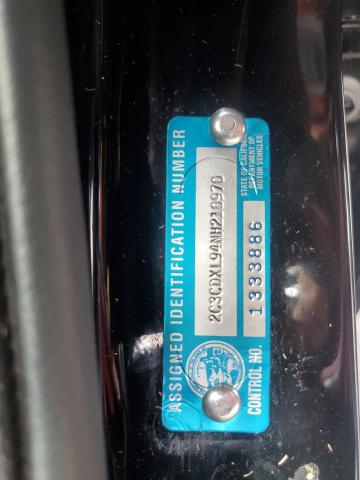 ASSIGNED IDENTIFICATION NUMBER
2C3CDXL94NH210970
STATE OF CALIFORNIA
DEPARTMENT OF
MOTOR VEHICLES
CONTROL NO.
1333886